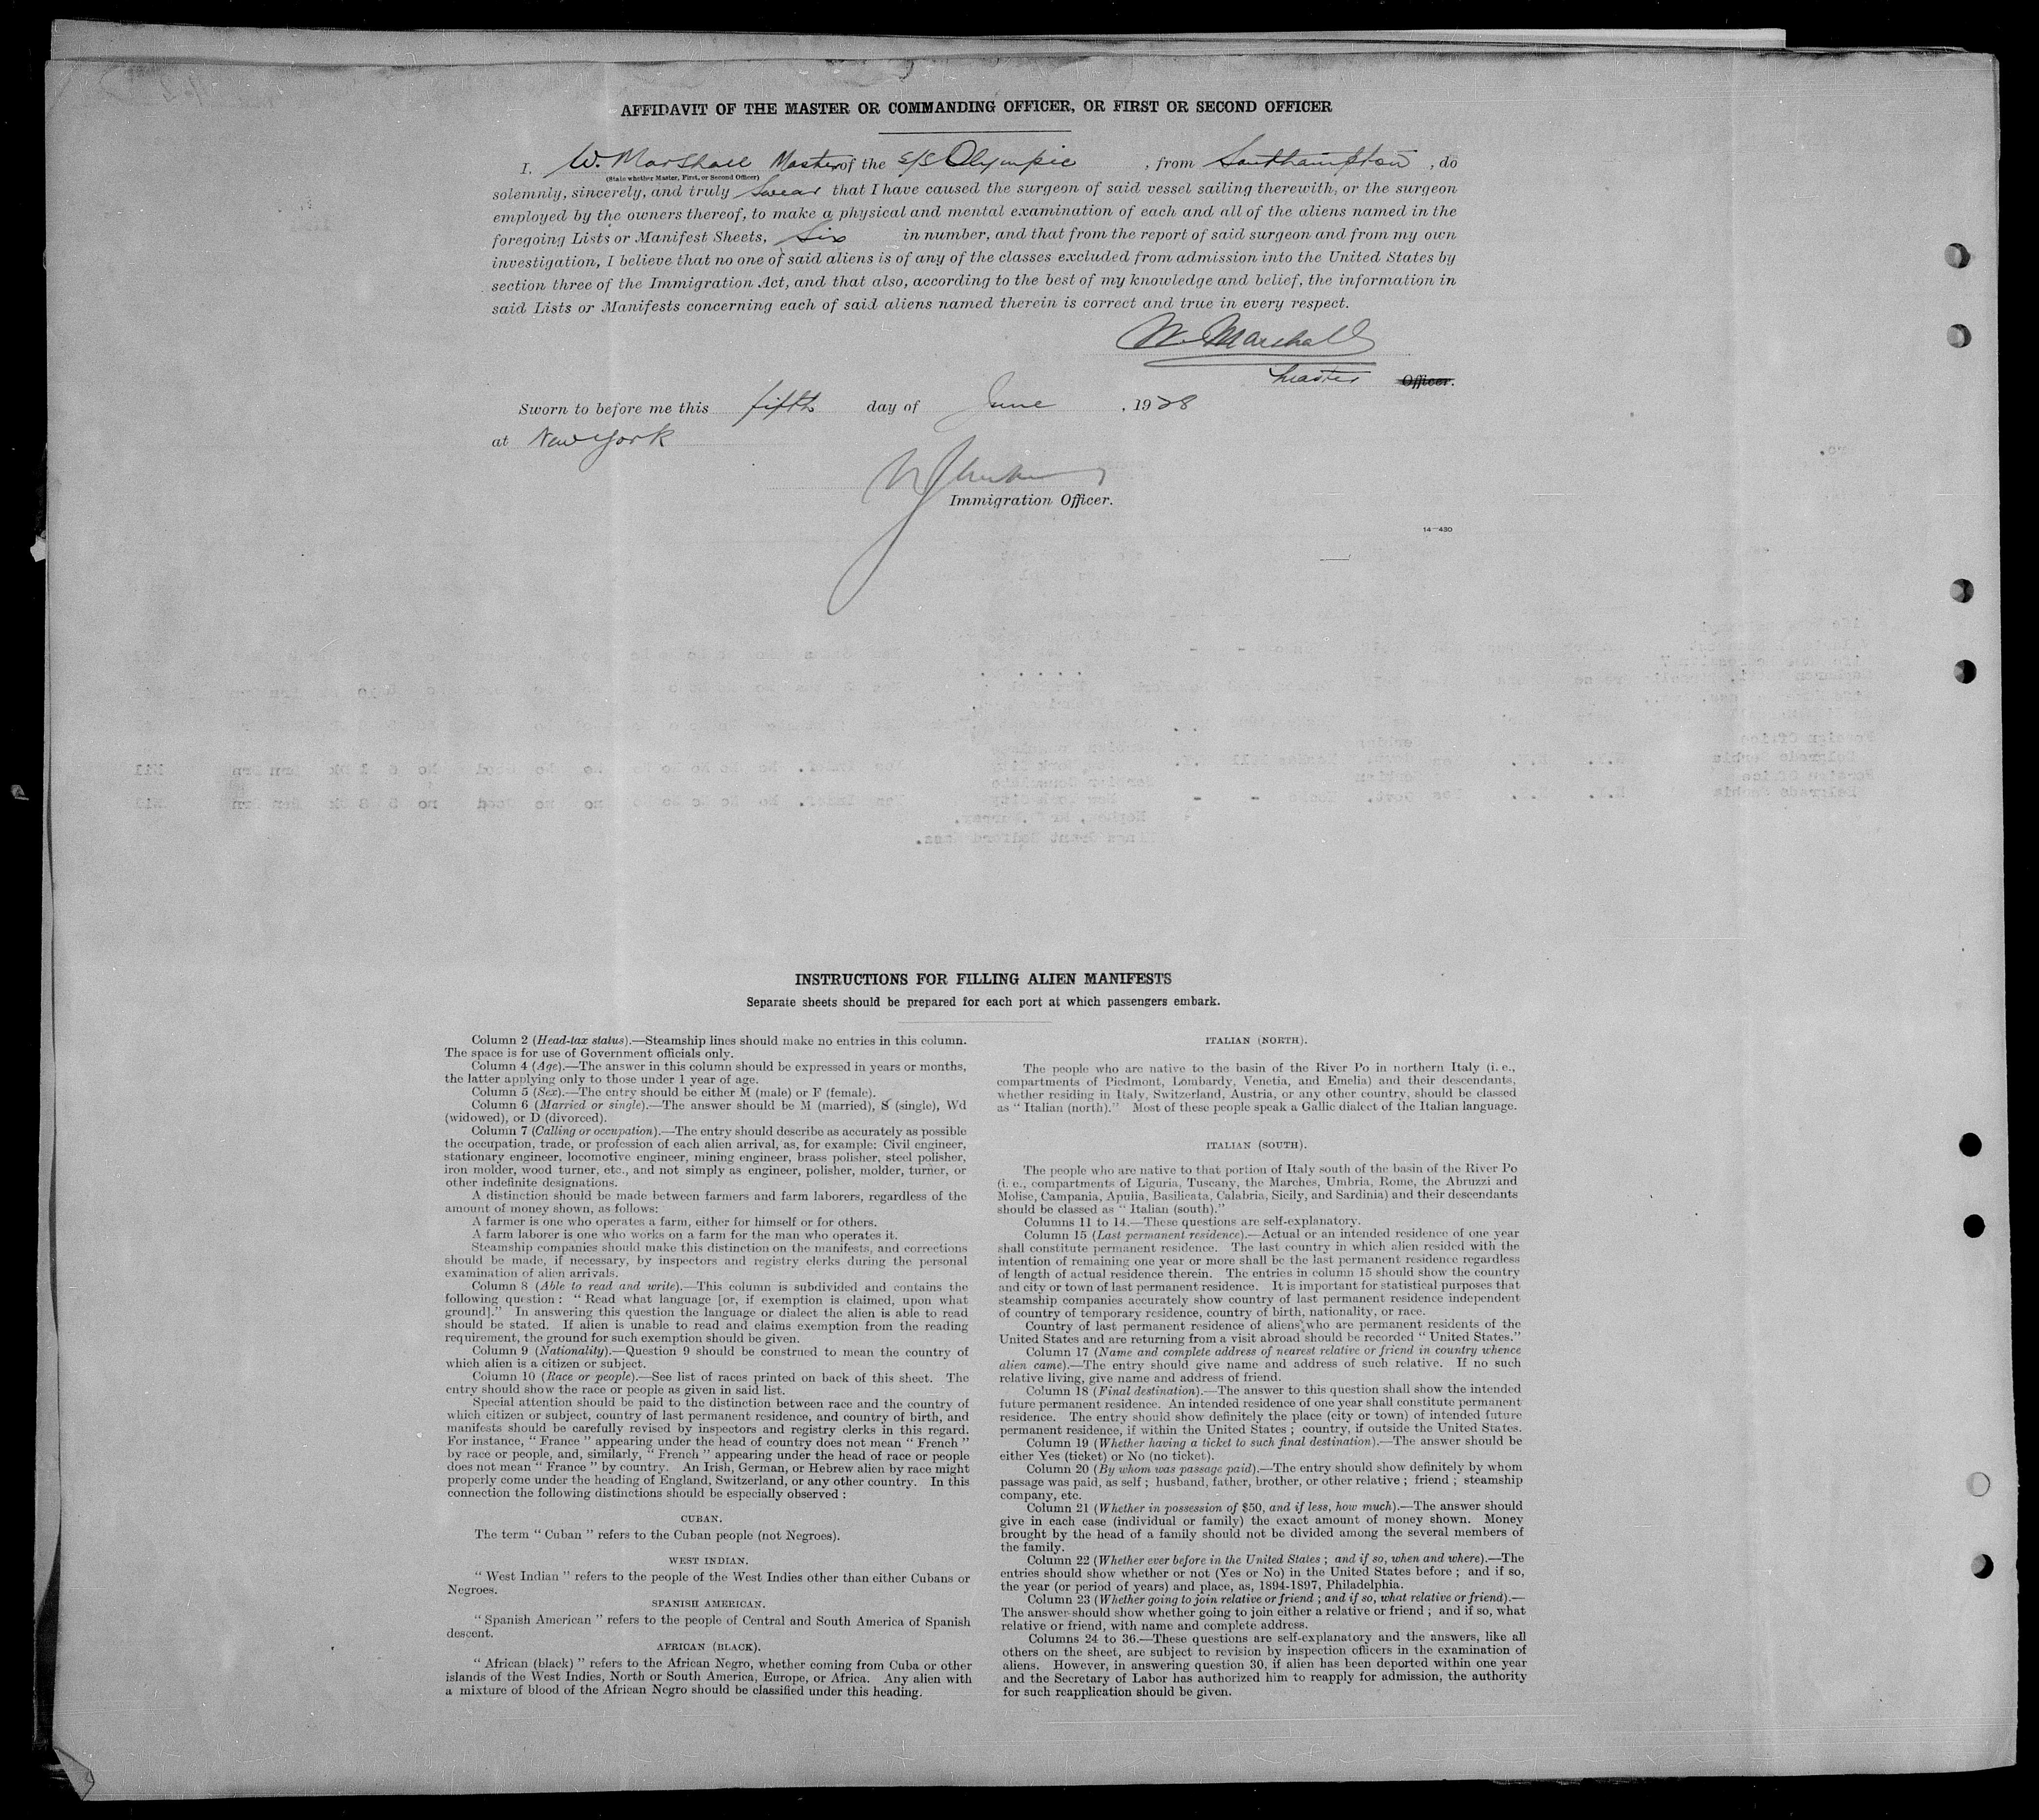 AFFIDAVIT OF THE MASTER OR COMMANDING OFFICER, OR FIRST OR SECOND OFFICER
I, W. Marshall Master of the S/S Olympic, from Southampton, do
(State whether Master, First, or Second Officer)
solemnly, sincerely, and truly swear that I have caused the surgeon of said vessel sailing therewith, or the surgeon
employed by the owners thereof, to make a physical and mental examination of each and all of the aliens named in the
foregoing Lists or Manifest Sheets, Six in number, and that from the report of said surgeon and from my own
investigation, I believe that no one of said aliens is of any of the classes excluded from admission into the United States by
section three of the Immigration Act, and that also, according to the best of my knowledge and belief, the information in
said Lists or Manifests concerning each of said aliens named therein is correct and true in every respect.
W. Marshall
Master Officer.
Sworn to before me this fifth day of June, 1928
at New York
Immigration Officer.
14—430
INSTRUCTIONS FOR FILLING ALIEN MANIFESTS
Separate sheets should be prepared for each port at which passengers embark.
Column 2 (Head-tax status).—Steamship lines should make no entries in this column.
The space is for use of Government officials only.
Column 4 (Age).—The answer in this column should be expressed in years or months,
the latter applying only to those under 1 year of age.
Column 5 (Sex).—The entry should be either M (male) or F (female).
Column 6 (Married or single).—The answer should be M (married), S (single), Wd
(widowed), or D (divorced).
Column 7 (Calling or occupation).—The entry should describe as accurately as possible
the occupation, trade, or profession of each alien arrival, as, for example: Civil engineer,
stationary engineer, locomotive engineer, mining engineer, brass polisher, steel polisher,
iron molder, wood turner, etc., and not simply as engineer, polisher, molder, turner, or
other indefinite designations.
A distinction should be made between farmers and farm laborers, regardless of the
amount of money shown, as follows:
A farmer is one who operates a farm, either for himself or for others.
A farm laborer is one who works on a farm for the man who operates it.
Steamship companies should make this distinction on the manifests, and corrections
should be made, if necessary, by inspectors and registry clerks during the personal
examination of alien arrivals.
Column 8 (Able to read and write).—This column is subdivided and contains the
following question : “ Read what language [or, if exemption is claimed, upon what
ground].” In answering this question the language or dialect the alien is able to read
should be stated. If alien is unable to read and claims exemption from the reading
requirement, the ground for such exemption should be given.
Column 9 (Nationality).—Question 9 should be construed to mean the country of
which alien is a citizen or subject.
Column 10 (Race or people).—See list of races printed on back of this sheet. The
entry should show the race or people as given in said list.
Special attention should be paid to the distinction between race and the country of
which citizen or subject, country of last permanent residence, and country of birth, and
manifests should be carefully revised by inspectors and registry clerks in this regard.
For instance, “ France ” appearing under the head of country does not mean “ French ”
by race or people, and, similarly, “ French ” appearing under the head of race or people
does not mean “ France ” by country. An Irish, German, or Hebrew alien by race might
properly come under the heading of England, Switzerland, or any other country. In this
connection the following distinctions should be especially observed :
CUBAN.
The term “ Cuban ” refers to the Cuban people (not Negroes).
WEST INDIAN.
“ West Indian ” refers to the people of the West Indies other than either Cubans or
Negroes.
SPANISH AMERICAN.
“ Spanish American ” refers to the people of Central and South America of Spanish
descent.
AFRICAN (BLACK).
“ African (black) ” refers to the African Negro, whether coming from Cuba or other
islands of the West Indies, North or South America, Europe, or Africa. Any alien with
a mixture of blood of the African Negro should be classified under this heading.
ITALIAN (NORTH).
The people who are native to the basin of the River Po in northern Italy (i. e.,
compartments of Piedmont, Lombardy, Venetia, and Emelia) and their descendants,
whether residing in Italy, Switzerland, Austria, or any other country, should be classed
as “ Italian (north).” Most of these people speak a Gallic dialect of the Italian language.
ITALIAN (SOUTH).
The people who are native to that portion of Italy south of the basin of the River Po
(i. e., compartments of Liguria, Tuscany, the Marches, Umbria, Rome, the Abruzzi and
Molise, Campania, Apulia, Basilicata, Calabria, Sicily, and Sardinia) and their descendants
should be classed as “ Italian (south).”
Columns 11 to 14.—These questions are self-explanatory.
Column 15 (Last permanent residence).—Actual or an intended residence of one year
shall constitute permanent residence. The last country in which alien resided with the
intention of remaining one year or more shall be the last permanent residence regardless
of length of actual residence therein. The entries in column 15 should show the country
and city or town of last permanent residence. It is important for statistical purposes that
steamship companies accurately show country of last permanent residence independent
of country of temporary residence, country of birth, nationality, or race.
Country of last permanent residence of aliens who are permanent residents of the
United States and are returning from a visit abroad should be recorded “ United States.”
Column 17 (Name and complete address of nearest relative or friend in country whence
alien came).—The entry should give name and address of such relative. If no such
relative living, give name and address of friend.
Column 18 (Final destination).—The answer to this question shall show the intended
future permanent residence. An intended residence of one year shall constitute permanent
residence. The entry should show definitely the place (city or town) of intended future
permanent residence, if within the United States ; country, if outside the United States.
Column 19 (Whether having a ticket to such final destination).—The answer should be
either Yes (ticket) or No (no ticket).
Column 20 (By whom was passage paid).—The entry should show definitely by whom
passage was paid, as self ; husband, father, brother, or other relative ; friend ; steamship
company, etc.
Column 21 (Whether in possession of $50, and if less, how much).—The answer should
give in each case (individual or family) the exact amount of money shown. Money
brought by the head of a family should not be divided among the several members of
the family.
Column 22 (Whether ever before in the United States ; and if so, when and where).—The
entries should show whether or not (Yes or No) in the United States before ; and if so,
the year (or period of years) and place, as, 1894-1897, Philadelphia.
Column 23 (Whether going to join relative or friend ; and if so, what relative or friend).—
The answer should show whether going to join either a relative or friend ; and if so, what
relative or friend, with name and complete address.
Columns 24 to 36.—These questions are self-explanatory and the answers, like all
others on the sheet, are subject to revision by inspection officers in the examination of
aliens. However, in answering question 30, if alien has been deported within one year
and the Secretary of Labor has authorized him to reapply for admission, the authority
for such reapplication should be given.